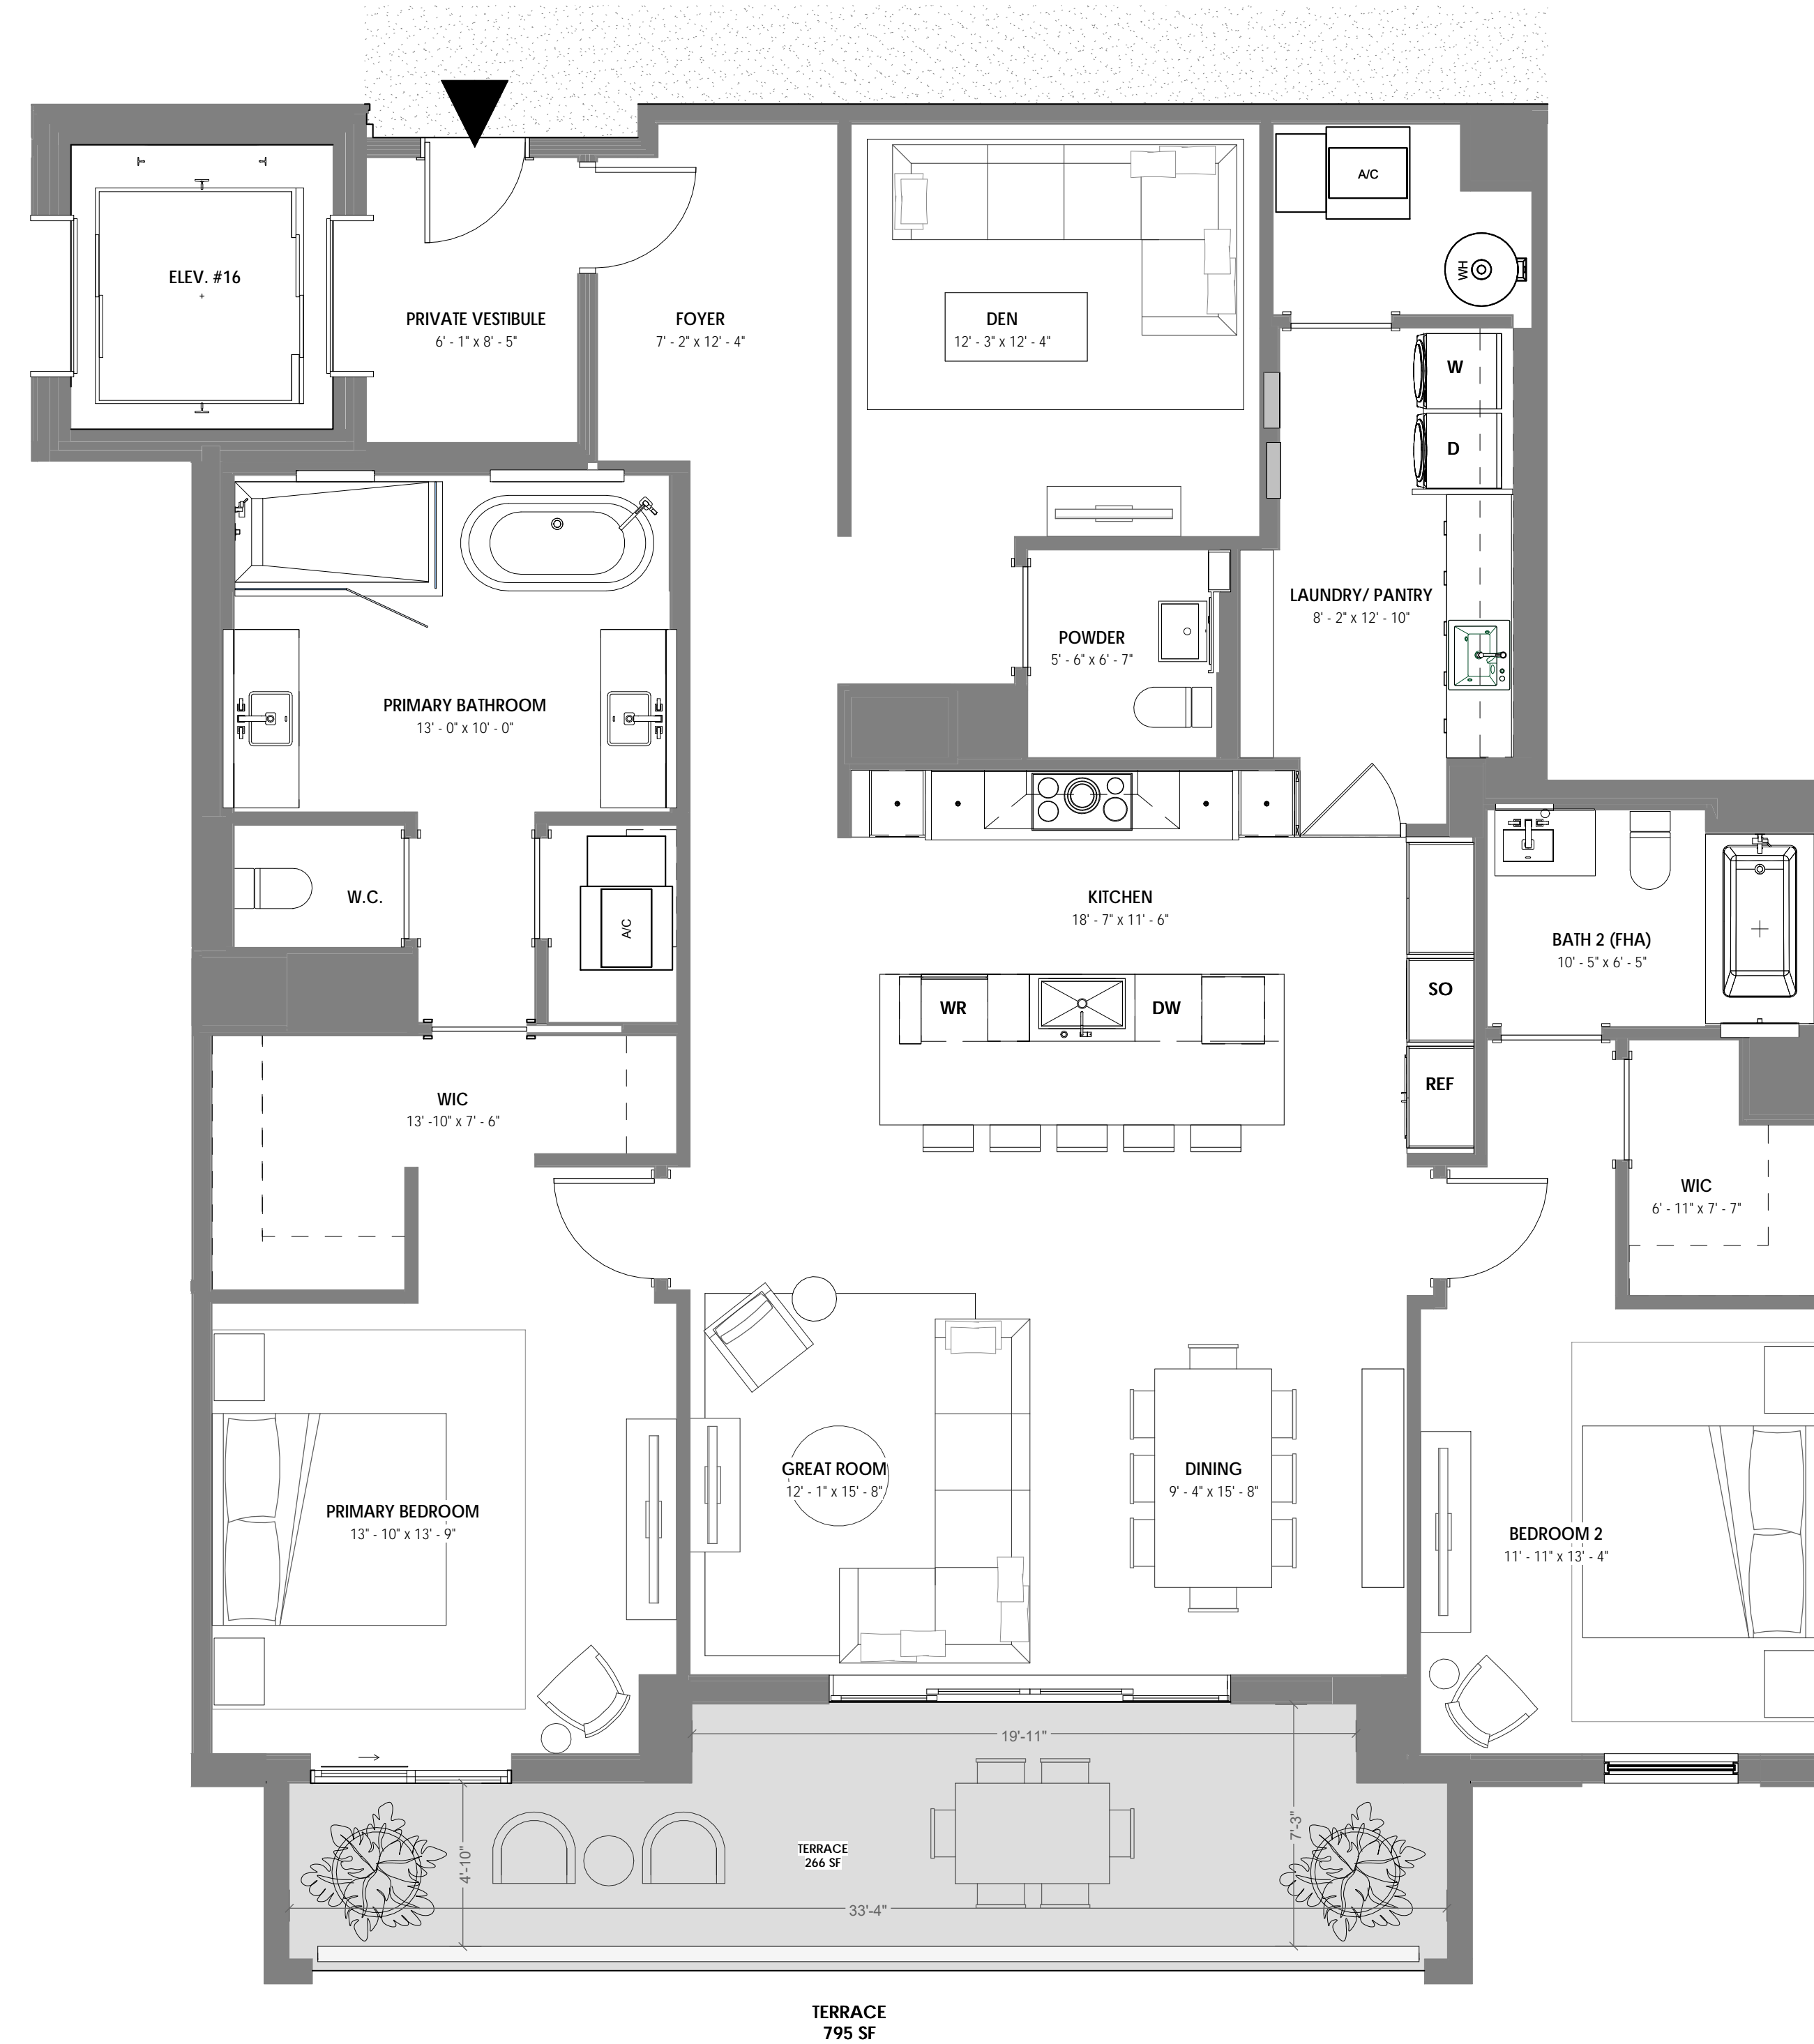 ELEV. #16
PRIVATE VESTIBULE
6' - 1" x 8' - 5"
FOYER
7' - 2" x 12' - 4"
DEN
12' - 3" x 12' - 4"
A/C
WH
W
D
LAUNDRY/ PANTRY
8' - 2" x 12' - 10"
POWDER
5' - 6" x 6' - 7"
PRIMARY BATHROOM
13' - 0" x 10' - 0"
W.C.
A/C
KITCHEN
18' - 7" x 11' - 6"
BATH 2 (FHA)
10' - 5" x 6' - 5"
WR
DW
SO
REF
WIC
13' -10" x 7' - 6"
WIC
6' - 11" x 7' - 7"
GREAT ROOM
12' - 1" x 15' - 8"
DINING
9' - 4" x 15' - 8"
PRIMARY BEDROOM
13" - 10" x 13' - 9"
BEDROOM 2
11' - 11" x 13' - 4"
19'-11"
7'-3"
4'-10"
TERRACE
266 SF
33'-4"
TERRACE
795 SF